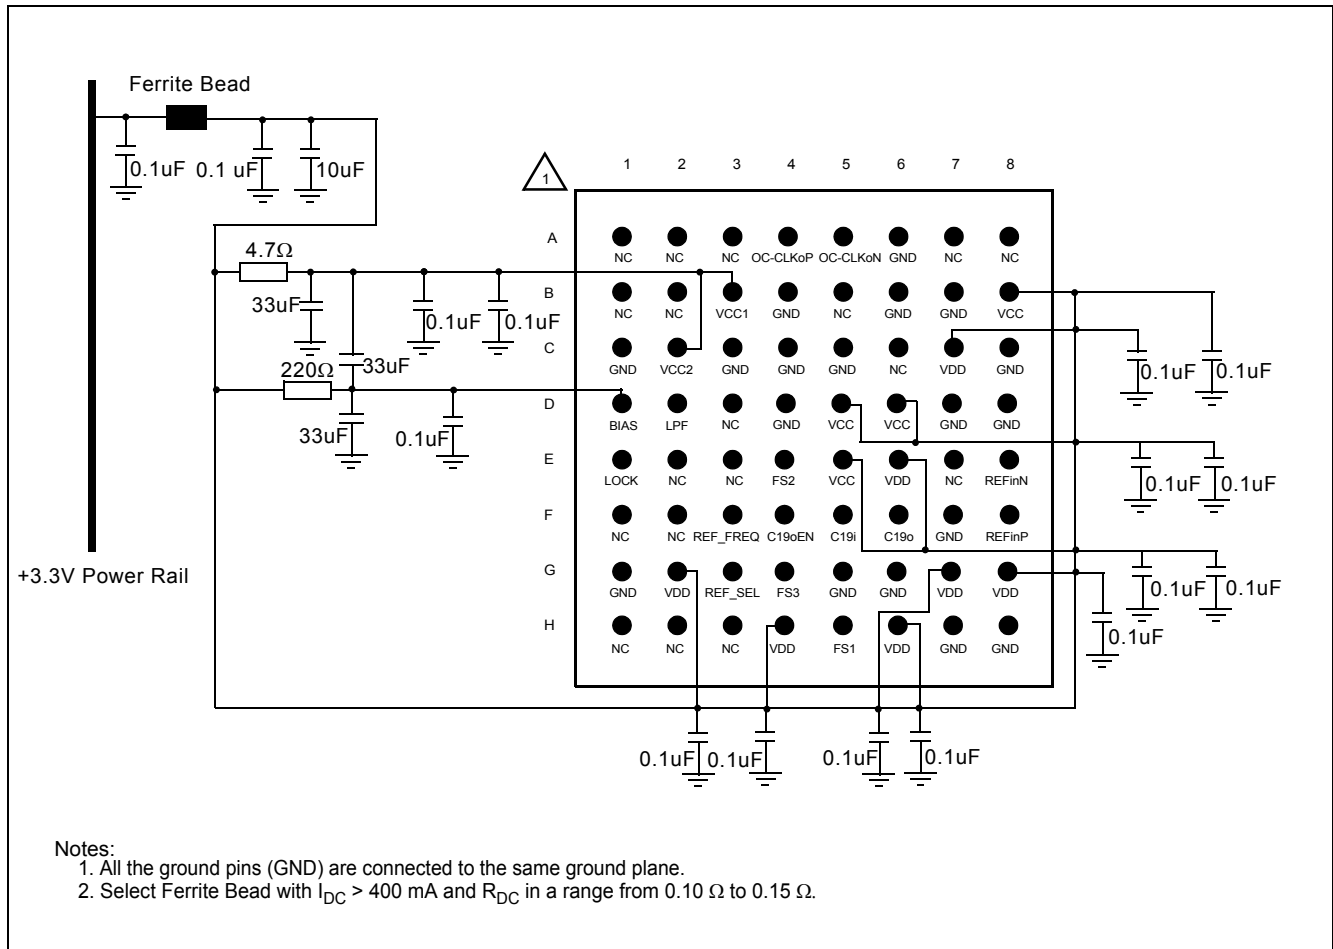 Ferrite Bead
0.1uF 0.1 uF 10uF
1
1 2 3 4 5 6 7 8
A
NC NC NC OC-CLKoP OC-CLKoN GND NC NC
4.7Ω
B
33uF
0.1uF 0.1uF
NC NC VCC1 GND NC GND GND VCC
C
33uF
220Ω
GND VCC2 GND GND GND NC VDD GND
0.1uF 0.1uF
D
33uF 0.1uF
BIAS LPF NC GND VCC VCC GND GND
E
LOCK NC NC FS2 VCC VDD NC REFinN
0.1uF 0.1uF
F
NC NC REF_FREQ C19oEN C19i C19o GND REFinP
+3.3V Power Rail
G
GND VDD REF_SEL FS3 GND GND VDD VDD
0.1uF 0.1uF
H
0.1uF
NC NC NC VDD FS1 VDD GND GND
0.1uF 0.1uF 0.1uF 0.1uF
Notes:
1. All the ground pins (GND) are connected to the same ground plane.
2. Select Ferrite Bead with IDC > 400 mA and RDC in a range from 0.10 Ω to 0.15 Ω.